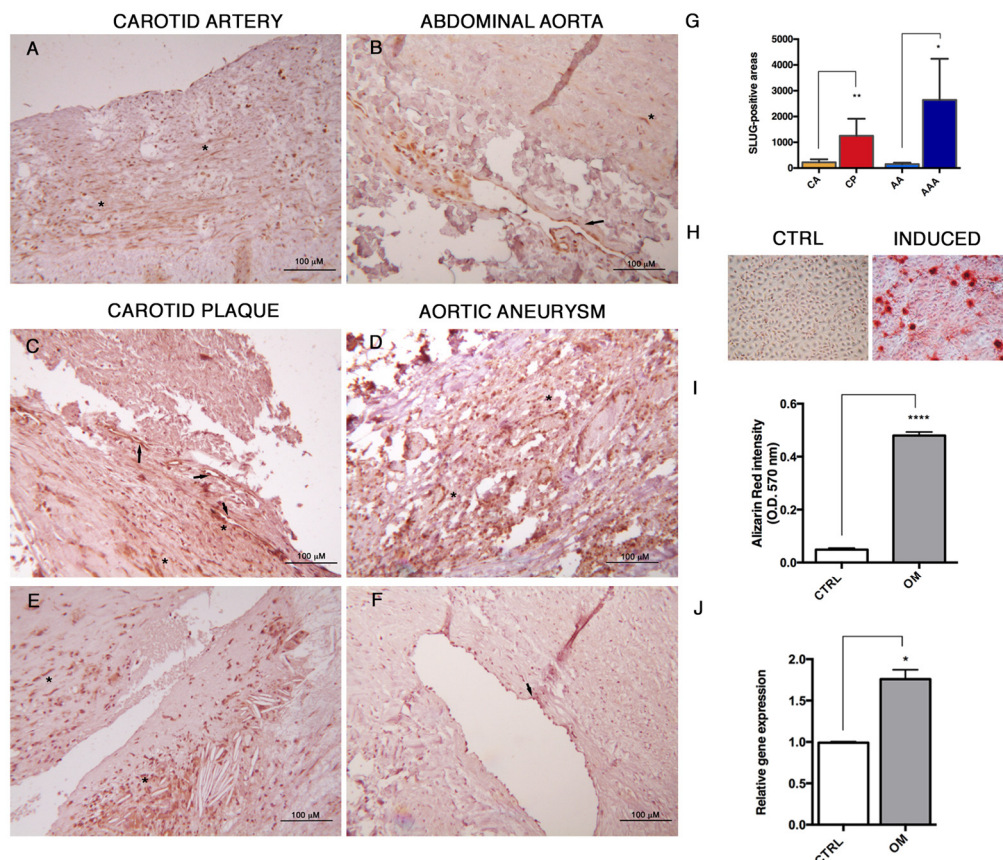 CAROTID ARTERY
ABDOMINAL AORTA
A
*
*
100 μM
B
*
100 μM
CAROTID PLAQUE
AORTIC ANEURYSM
C
*
*
100 μM
D
*
*
100 μM
E
*
*
100 μM
F
100 μM
G
SLUG-positive areas
5000
4000
3000
2000
1000
0
**
*
CA
CP
AA
AAA
H
CTRL
INDUCED
I
Alizarin Red intensity
(O.D. 570 nm)
0.6
0.4
0.2
0.0
****
CTRL
OM
J
Relative gene expression
2.0
1.5
1.0
0.5
0.0
*
CTRL
OM